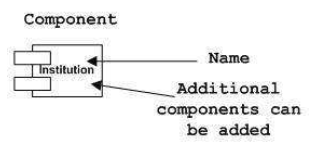 Component
Institution
Name
Additional
components can
be added